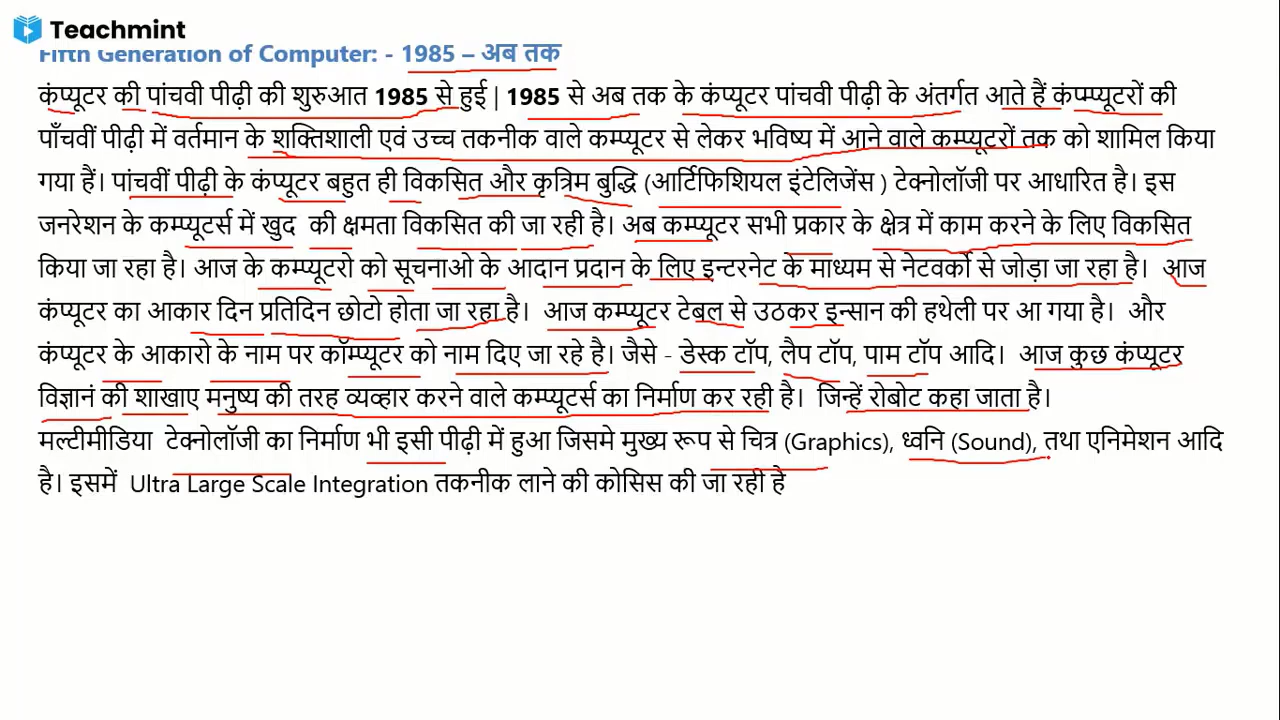 Teachmint
Fifth Generation of Computer: - 1985 – अब तक
कंप्यूटर की पांचवी पीढ़ी की शुरुआत 1985 से हुई | 1985 से अब तक के कंप्यूटर पांचवी पीढ़ी के अंतर्गत आते हैं कंपम्प्यूटरों की
पाँचवीं पीढ़ी में वर्तमान के शक्तिशाली एवं उच्च तकनीक वाले कम्प्यूटर से लेकर भविष्य में आने वाले कम्प्यूटरों तक को शामिल किया
गया हैं। पांचवीं पीढ़ी के कंप्यूटर बहुत ही विकसित और कृत्रिम बुद्धि (आर्टिफिशियल इंटेलिजेंस ) टेक्नोलॉजी पर आधारित है। इस
जनरेशन के कम्प्यूटर्स में खुद की क्षमता विकसित की जा रही है। अब कम्प्यूटर सभी प्रकार के क्षेत्र में काम करने के लिए विकसित
किया जा रहा है। आज के कम्प्यूटरो को सूचनाओ के आदान प्रदान के लिए इन्टरनेट के माध्यम से नेटवर्को से जोड़ा जा रहा है। आज
कंप्यूटर का आकार दिन प्रतिदिन छोटो होता जा रहा है। आज कम्प्यूटर टेबल से उठकर इन्सान की हथेली पर आ गया है। और
कंप्यूटर के आकारो के नाम पर कॉम्प्यूटर को नाम दिए जा रहे है। जैसे - डेस्क टॉप, लैप टॉप, पाम टॉप आदि। आज कुछ कंप्यूटर
विज्ञानं की शाखाए मनुष्य की तरह व्यव्हार करने वाले कम्प्यूटर्स का निर्माण कर रही है। जिन्हें रोबोट कहा जाता है।
मल्टीमीडिया टेक्नोलॉजी का निर्माण भी इसी पीढ़ी में हुआ जिसमे मुख्य रूप से चित्र (Graphics), ध्वनि (Sound), तथा एनिमेशन आदि
है। इसमें Ultra Large Scale Integration तकनीक लाने की कोसिस की जा रही है